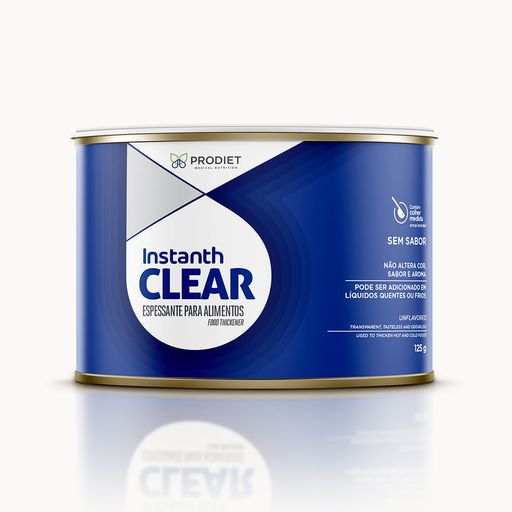 PRODIET
MEDICAL NUTRITION
Instanth
CLEAR
ESPESSANTE PARA ALIMENTOS
FOOD THICKENER
Contém
colher
medida
SEM SABOR
NÃO ALTERA COR,
SABOR E AROMA
PODE SER ADICIONADO EM
LÍQUIDOS QUENTES OU FRIOS
UNFLAVORED
TRANSPARENT, TASTELESS AND ODOURLESS
USED TO THICKEN HOT AND COLD FOODS
125 g
Instanth
CLEAR